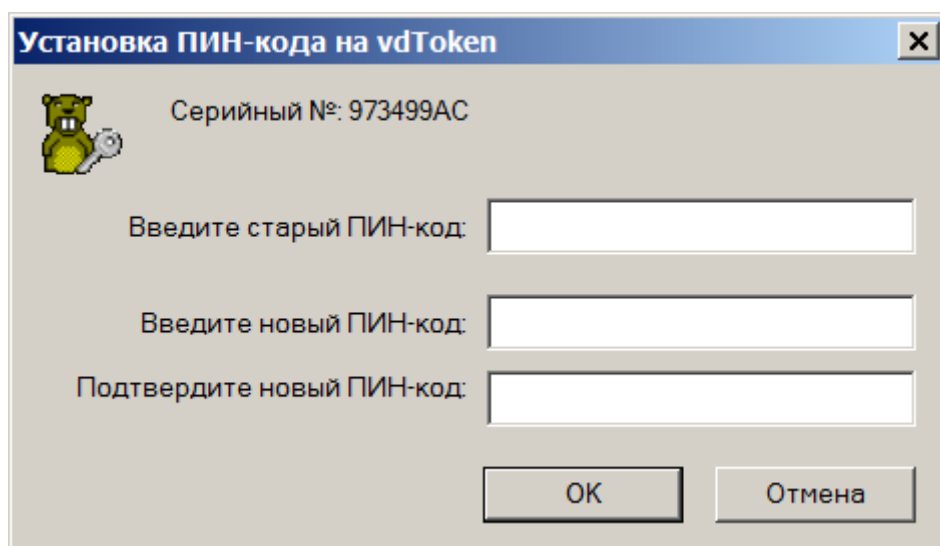 Установка ПИН-кода на vdToken
Серийный №: 973499AC
Введите старый ПИН-код:
Введите новый ПИН-код:
Подтвердите новый ПИН-код:
OK Отмена